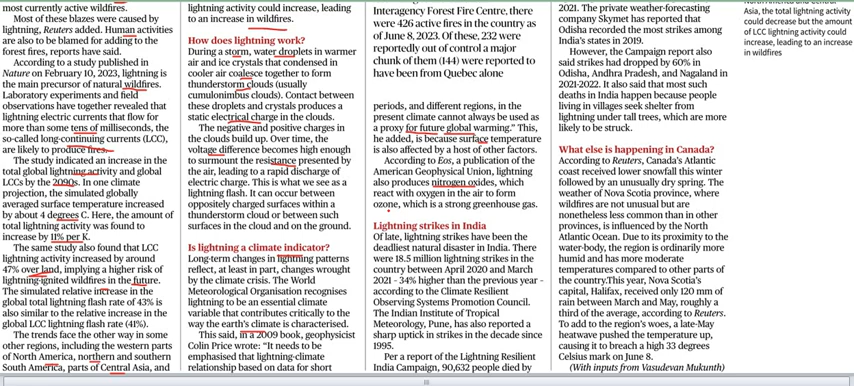 most currently active wildfires.
Most of these blazes were caused by
lightning, Reuters added. Human activities
are also to be blamed for adding to the
forest fires, reports have said.
According to a study published in
Nature on February 10, 2023, lightning is
the main precursor of natural wildfires.
Laboratory experiments and field
observations have together revealed that
lightning electric currents that flow for
more than some tens of milliseconds, the
so-called long-continuing currents (LCC),
are likely to produce fires.
The study indicated an increase in the
total global lightning activity and global
LCCs by the 2090s. In one climate
projection, the simulated globally
averaged surface temperature increased
by about 4 degrees C. Here, the amount of
total lightning activity was found to
increase by 11% per K.
The same study also found that LCC
lightning activity increased by around
47% over land, implying a higher risk of
lightning-ignited wildfires in the future.
The simulated relative increase in the
global total lightning flash rate of 43% is
also similar to the relative increase in the
global LCC lightning flash rate (41%).
The trends face the other way in some
other regions, including the western parts
of North America, northern and southern
South America, parts of Central Asia, and
lightning activity could increase, leading
to an increase in wildfires.
How does lightning work?
During a storm, water droplets in warmer
air and ice crystals that condensed in
cooler air coalesce together to form
thunderstorm clouds (usually
cumulonimbus clouds). Contact between
these droplets and crystals produces a
static electrical charge in the clouds.
The negative and positive charges in
the clouds build up. Over time, the
voltage difference becomes high enough
to surmount the resistance presented by
the air, leading to a rapid discharge of
electric charge. This is what we see as a
lightning flash. It can occur between
oppositely charged surfaces within a
thunderstorm cloud or between such
surfaces in the cloud and on the ground.
Is lightning a climate indicator?
Long-term changes in lightning patterns
reflect, at least in part, changes wrought
by the climate crisis. The World
Meteorological Organisation recognises
lightning to be an essential climate
variable that contributes critically to the
way the earth's climate is characterised.
This said, in a 2009 book, geophysicist
Colin Price wrote: "It needs to be
emphasised that lightning-climate
relationship based on data for short
Interagency Forest Fire Centre, there
were 426 active fires in the country as
of June 8, 2023. Of these, 232 were
reportedly out of control a major
chunk of them (144) were reported to
have been from Quebec alone
periods, and different regions, in the
present climate cannot always be used as
a proxy for future global warming." This,
he added, is because surface temperature
is also affected by a host of other factors.
According to Eos, a publication of the
American Geophysical Union, lightning
also produces nitrogen oxides, which
react with oxygen in the air to form
ozone, which is a strong greenhouse gas.
Lightning strikes in India
Of late, lightning strikes have been the
deadliest natural disaster in India. There
were 18.5 million lightning strikes in the
country between April 2020 and March
2021 - 34% higher than the previous year -
according to the Climate Resilient
Observing Systems Promotion Council.
The Indian Institute of Tropical
Meteorology, Pune, has also reported a
sharp uptick in strikes in the decade since
1995.
Per a report of the Lightning Resilient
India Campaign, 90,632 people died by
2021. The private weather-forecasting
company Skymet has reported that
Odisha recorded the most strikes among
India's states in 2019.
However, the Campaign report also
said strikes had dropped by 60% in
Odisha, Andhra Pradesh, and Nagaland in
2021-2022. It also said that most such
deaths in India happen because people
living in villages seek shelter from
lightning under tall trees, which are more
likely to be struck.
What else is happening in Canada?
According to Reuters, Canada's Atlantic
coast received lower snowfall this winter
followed by an unusually dry spring. The
weather of Nova Scotia province, where
wildfires are not unusual but are
nonetheless less common than in other
provinces, is influenced by the North
Atlantic Ocean. Due to its proximity to the
water-body, the region is ordinarily more
humid and has more moderate
temperatures compared to other parts of
the country.This year, Nova Scotia's
capital, Halifax, received only 120 mm of
rain between March and May, roughly a
third of the average, according to Reuters.
To add to the region's woes, a late-May
heatwave pushed the temperature up,
causing it to breach a high 33 degrees
Celsius mark on June 8.
(With inputs from Vasudevan Mukunth)
Asia, the total lightning activity
could decrease but the amount
of LCC lightning activity could
increase, leading to an increase
in wildfires